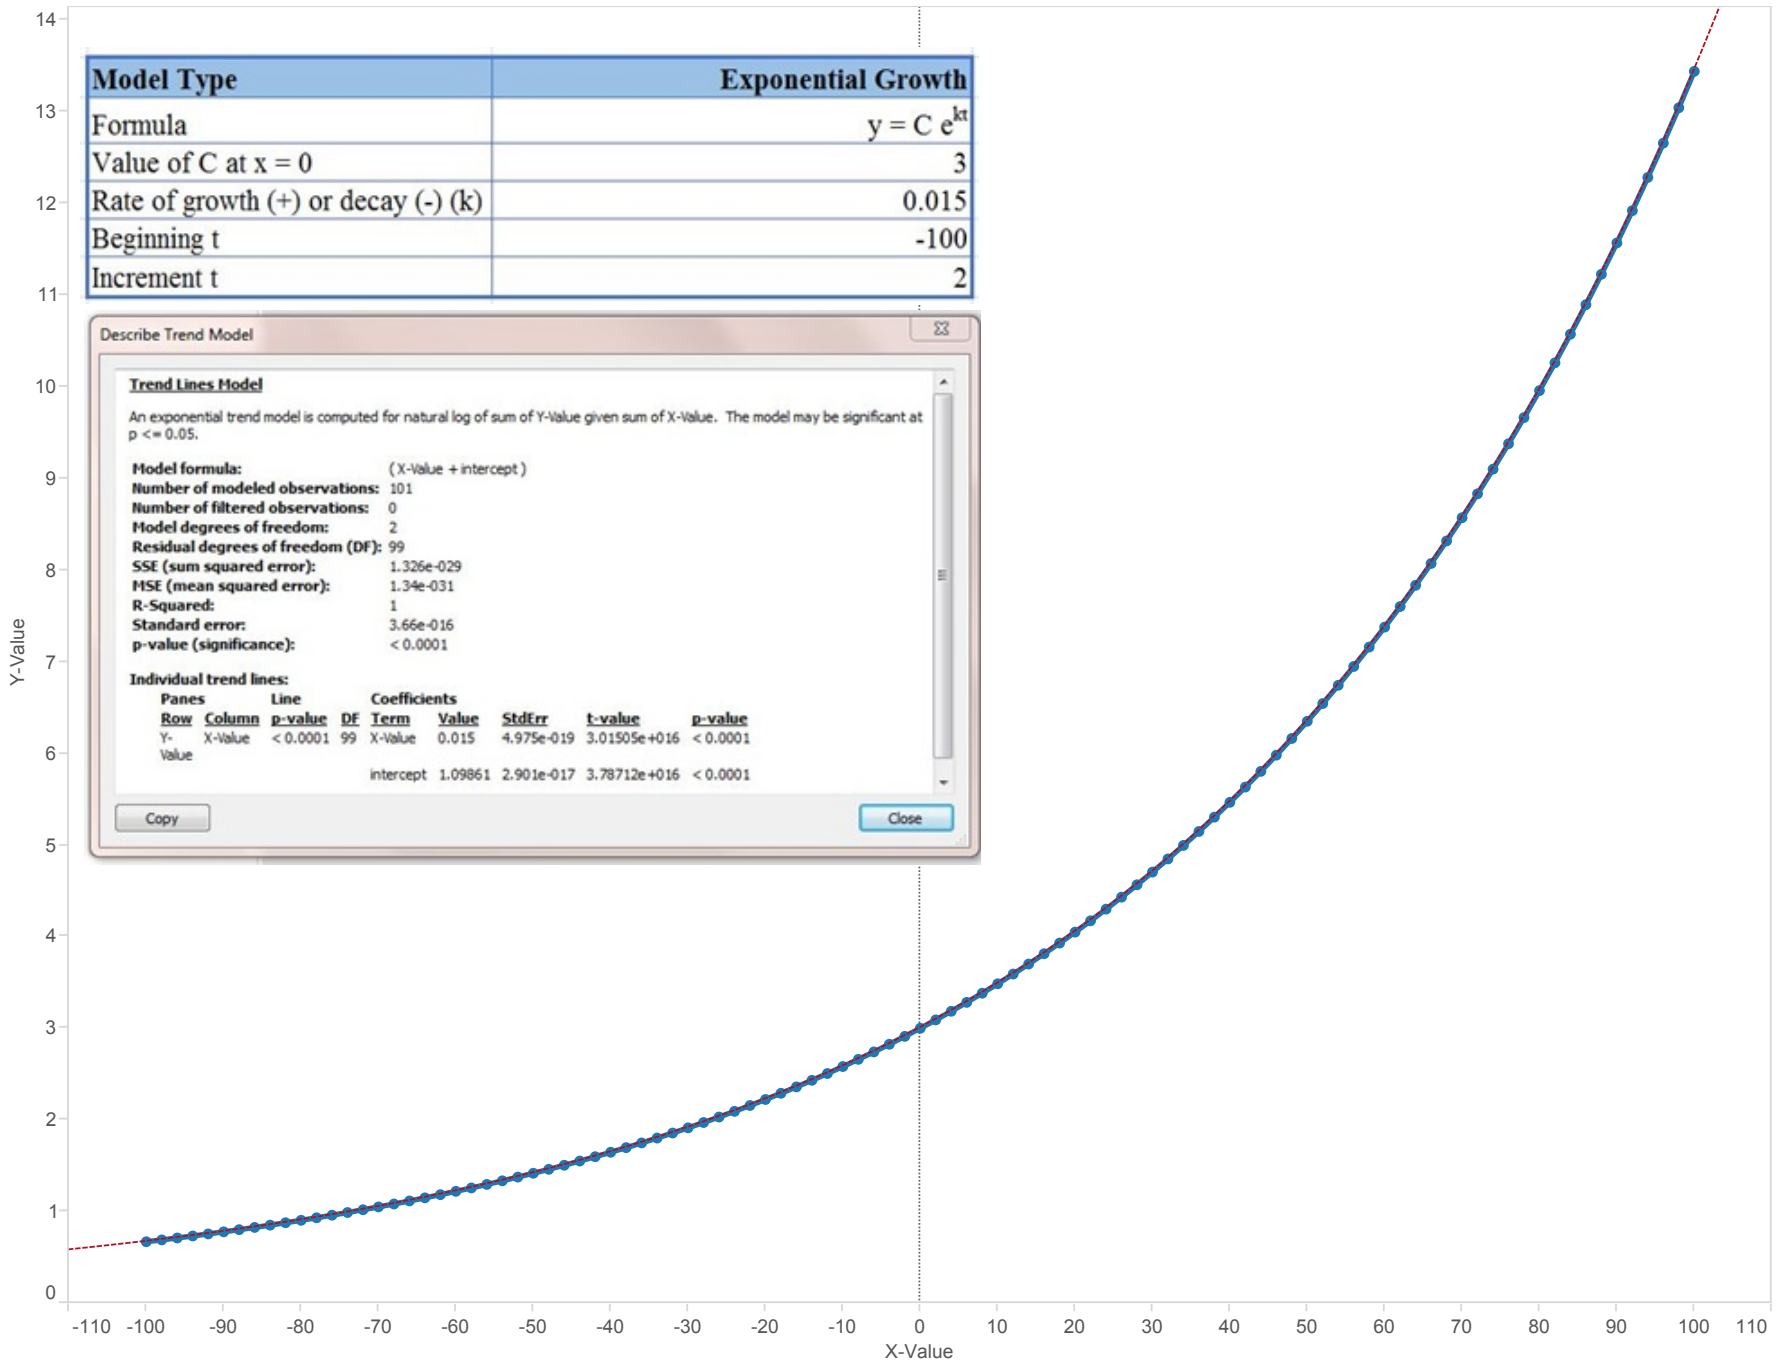 14
13
12
11
10
9
8
7
6
5
4
3
2
1
0
Y-Value
Model Type Exponential Growth
Formula y = C e^kt
Value of C at x = 0 3
Rate of growth (+) or decay (-) (k) 0.015
Beginning t -100
Increment t 2
Describe Trend Model
Trend Lines Model
An exponential trend model is computed for natural log of sum of Y-Value given sum of X-Value. The model may be significant at
p <= 0.05.
Model formula: ( X-Value + intercept )
Number of modeled observations: 101
Number of filtered observations: 0
Model degrees of freedom: 2
Residual degrees of freedom (DF): 99
SSE (sum squared error): 1.326e-029
MSE (mean squared error): 1.34e-031
R-Squared: 1
Standard error: 3.66e-016
p-value (significance): < 0.0001
Individual trend lines:
Panes Line Coefficients
Row Column p-value DF Term Value StdErr t-value p-value
Y- X-Value < 0.0001 99 X-Value 0.015 4.975e-019 3.01505e+016 < 0.0001
Value
intercept 1.09861 2.901e-017 3.78712e+016 < 0.0001
Copy Close
-110 -100 -90 -80 -70 -60 -50 -40 -30 -20 -10 0 10 20 30 40 50 60 70 80 90 100 110
X-Value